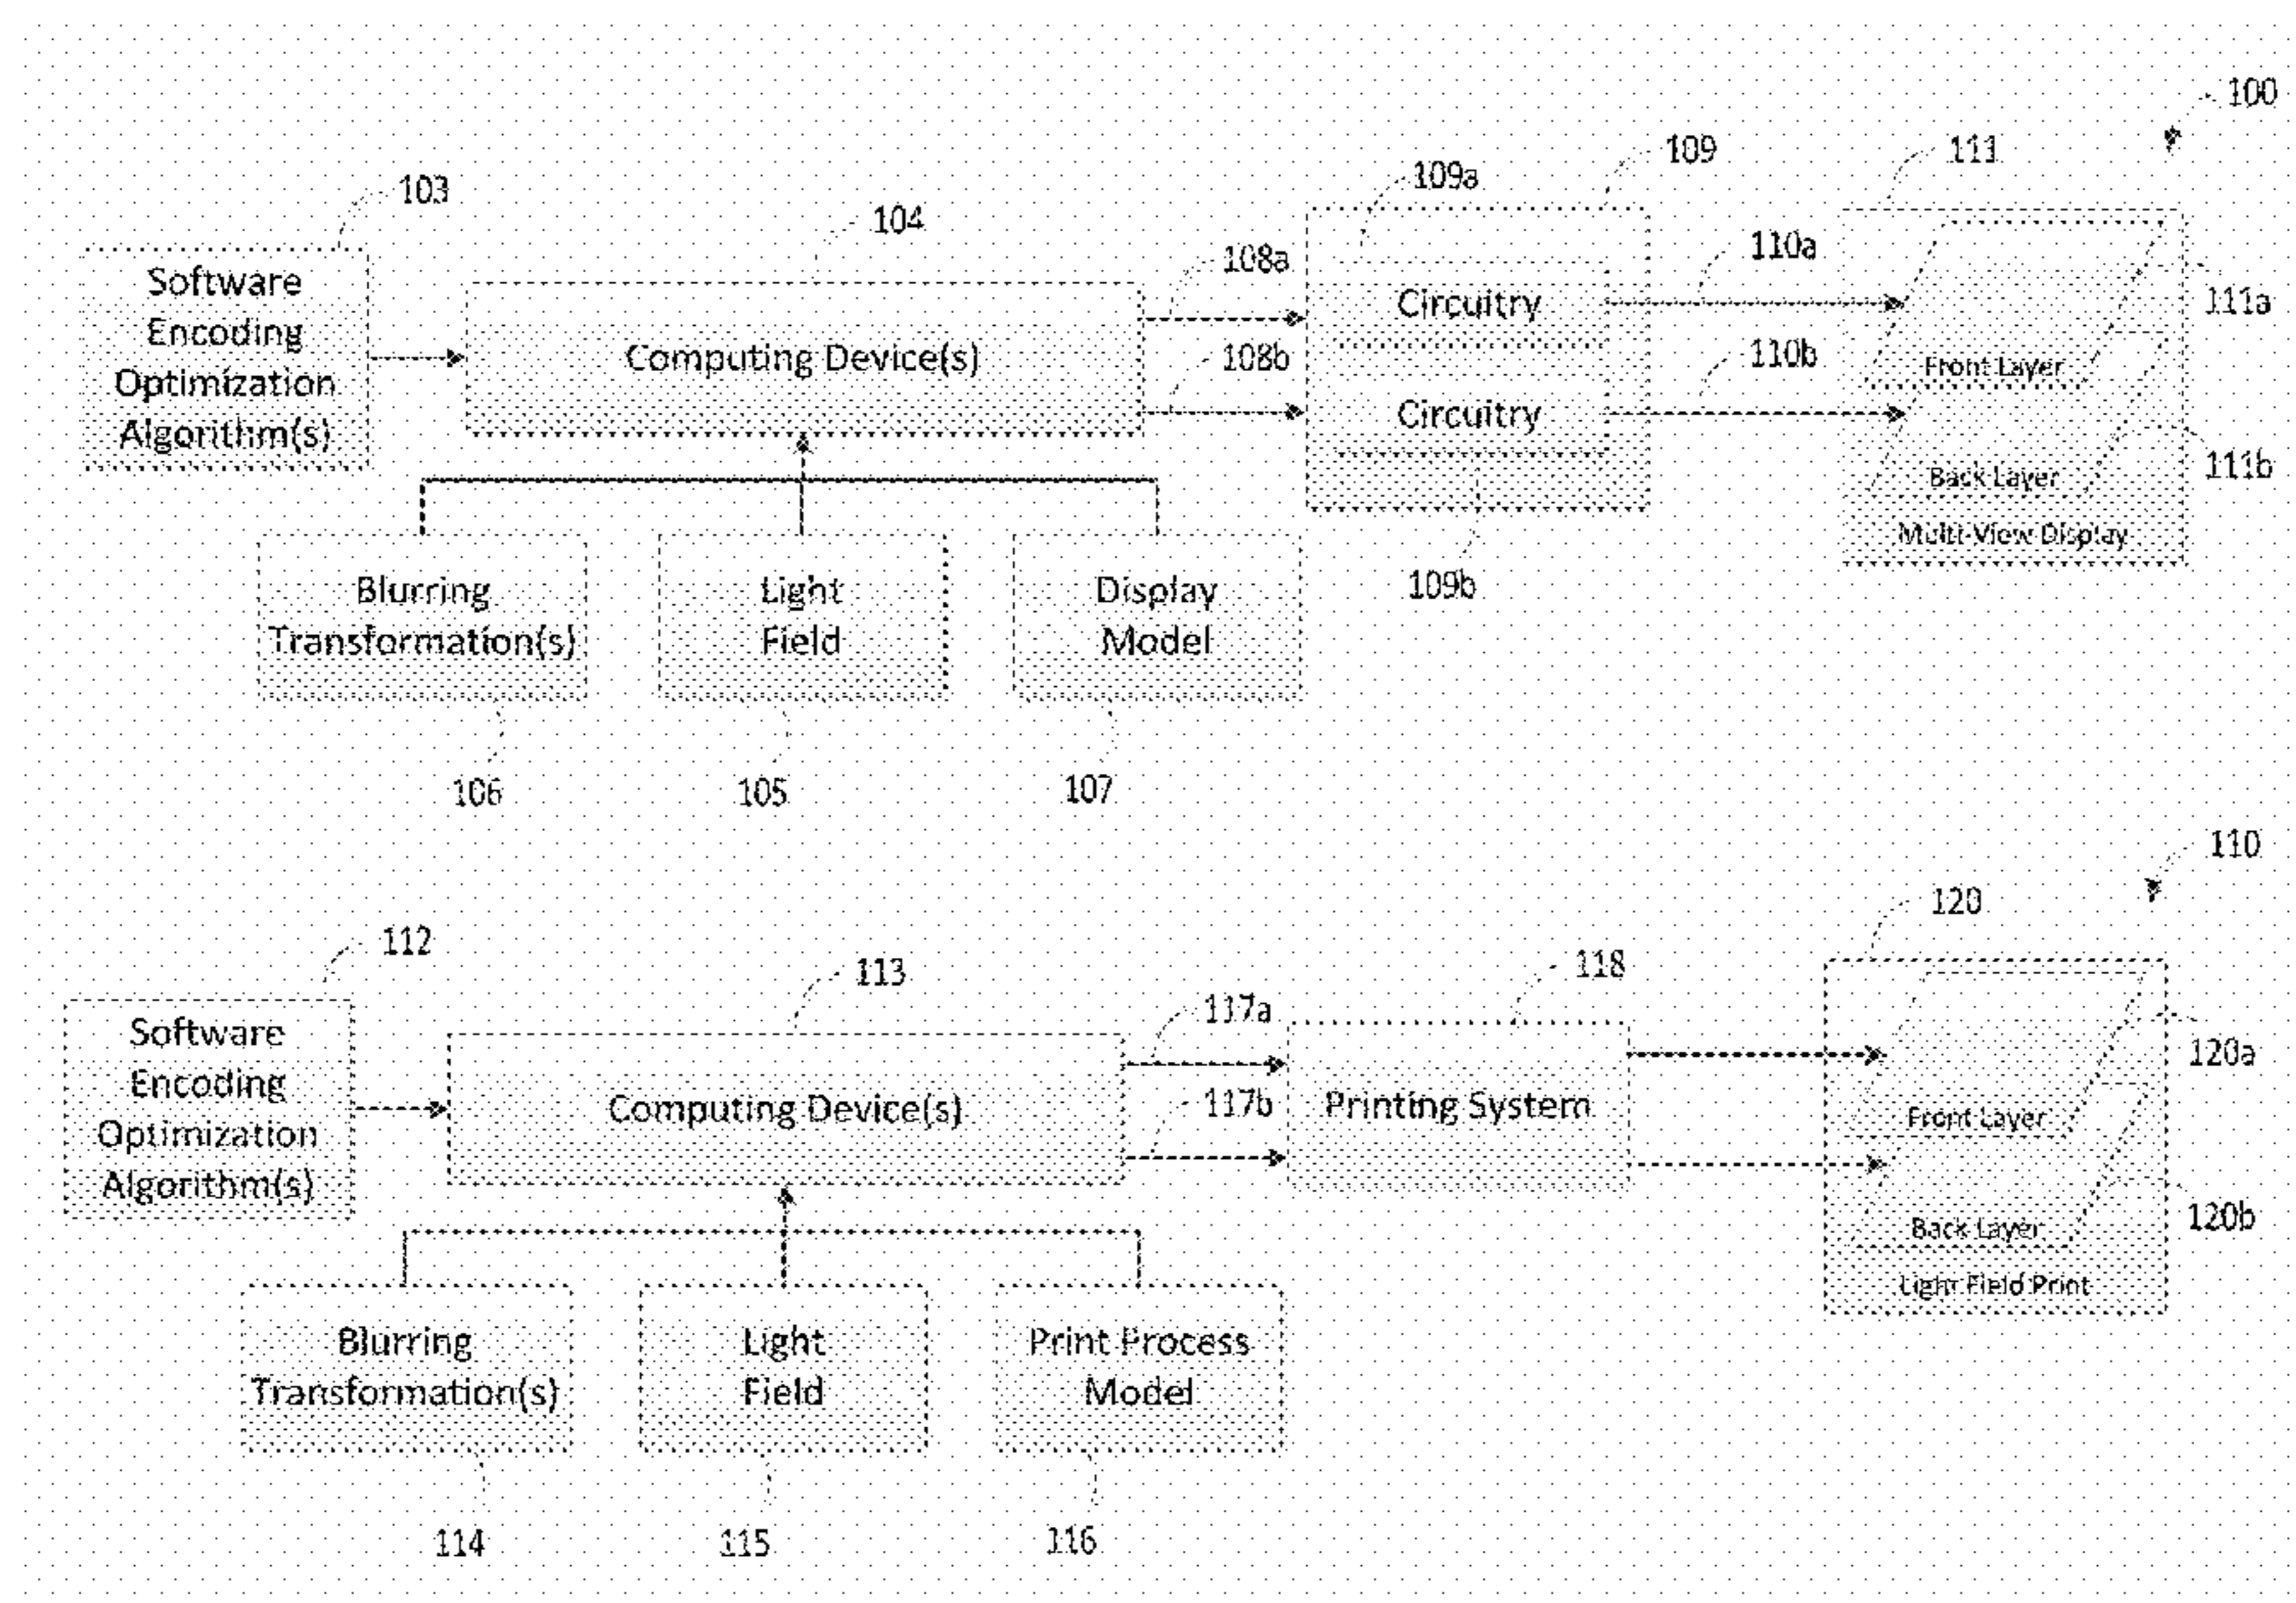 100
103
104
109a
109
111
Software
Encoding
Optimization
Algorithm(s)
Computing Device(s)
108a
108b
Circuitry
Circuitry
110a
110b
Front Layer
Back Layer
Multi-View Display
111a
111b
109b
Blurring
Transformation(s)
Light
Field
Display
Model
106
105
107
110
112
113
118
120
Software
Encoding
Optimization
Algorithm(s)
Computing Device(s)
117a
117b
Printing System
Front Layer
Back Layer
Light Field Print
120a
120b
Blurring
Transformation(s)
Light
Field
Print Process
Model
114
115
116